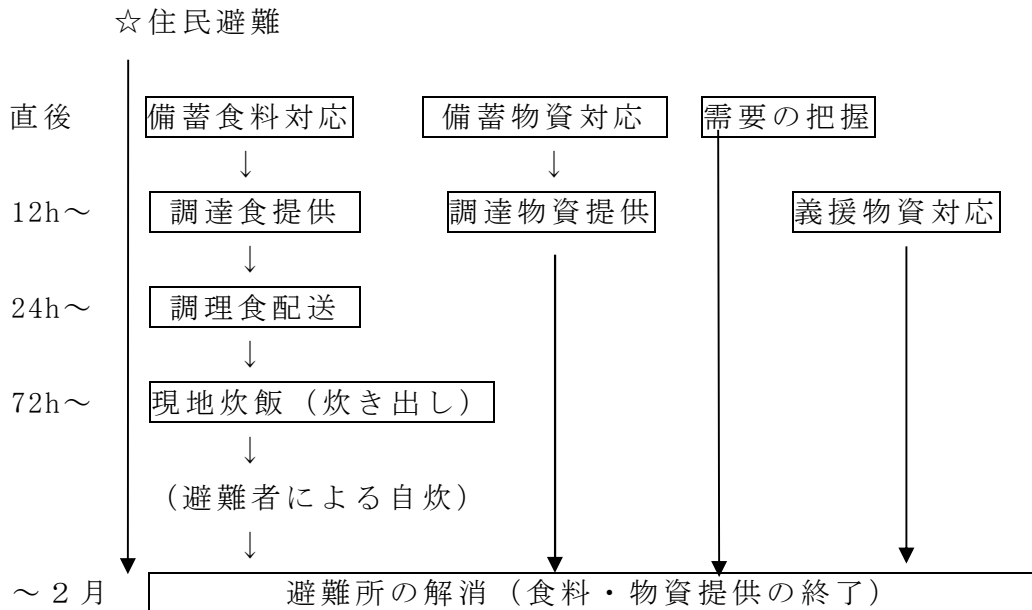 ☆住民避難
直後 備蓄食料対応 備蓄物資対応 需要の把握
↓ ↓
12h～ 調達食提供 調達物資提供 義援物資対応
↓
24h～ 調理食配送
↓
72h～ 現地炊飯（炊き出し）
↓
（避難者による自炊）
↓
～２月 避難所の解消（食料・物資提供の終了）